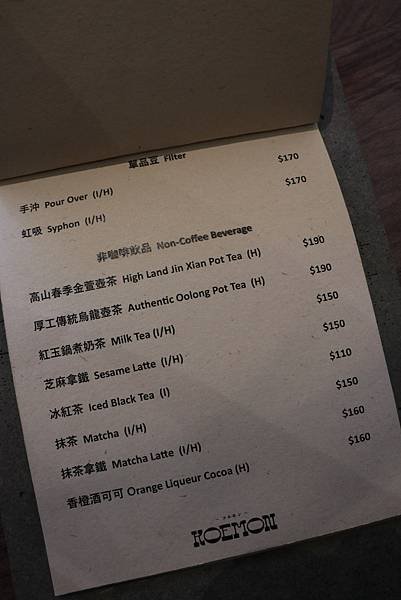 單品豆 Filter
手沖 Pour Over (I/H) $170
虹吸 Syphon (I/H) $170
非咖啡飲品 Non-Coffee Beverage
高山春季金萱壺茶 High Land Jin Xian Pot Tea (H) $190
厚工傳統烏龍壺茶 Authentic Oolong Pot Tea (H) $190
紅玉鍋煮奶茶 Milk Tea (I/H) $150
芝麻拿鐵 Sesame Latte (I/H) $150
冰紅茶 Iced Black Tea (I) $110
抹茶 Matcha (I/H) $150
抹茶拿鐵 Matcha Latte (I/H) $160
香橙酒可可 Orange Liqueur Cocoa (H) $160
KOEMON